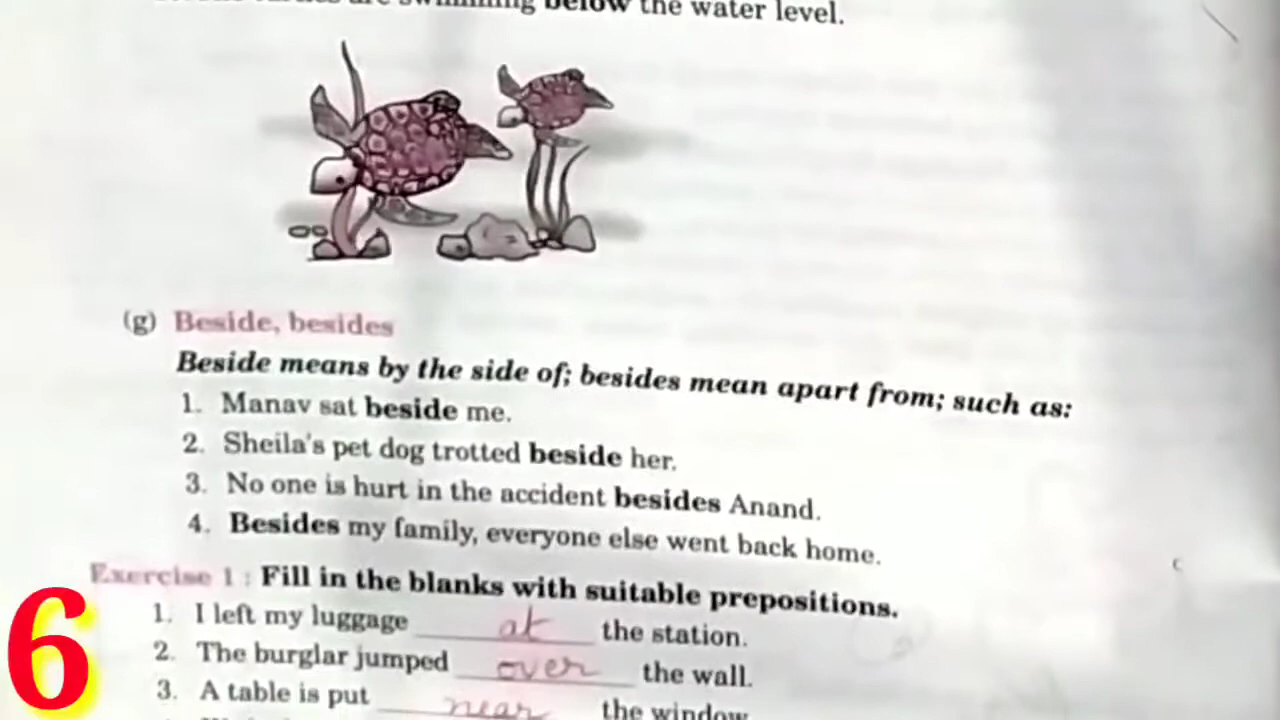 are swimming below the water level.
(g) Beside, besides
Beside means by the side of; besides mean apart from; such as:
1. Manav sat beside me.
2. Sheila's pet dog trotted beside her.
3. No one is hurt in the accident besides Anand.
4. Besides my family, everyone else went back home.
Exercise 1 : Fill in the blanks with suitable prepositions.
1. I left my luggage at the station.
2. The burglar jumped over the wall.
3. A table is put near the window
6